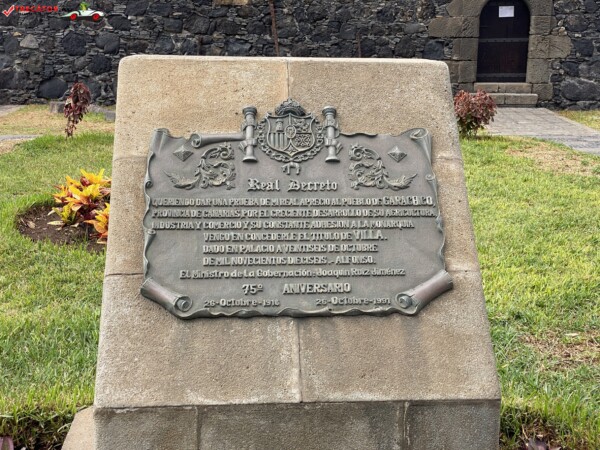 Real Decreto
QUERIENDO DAR UNA PRUEBA DE MI REAL APRECIO AL PUEBLO DE GARACHICO
PROVINCIA DE CANARIAS, POR EL CRECIENTE DESARROLLO DE SU AGRICULTURA,
INDUSTRIA Y COMERCIO Y SU CONSTANTE ADHESION A LA MONARQUIA.
VENGO EN CONCEDERLE EL TITULO DE VILLA.
DADO EN PALACIO A VEINTISEIS DE OCTUBRE
DE MIL NOVECIENTOS DIECISEIS.-ALFONSO.
El Ministro de La Gobernación-Joaquin Ruiz Jiménez
75º ANIVERSARIO
26-Octobre-1916 26-Octobre-1991